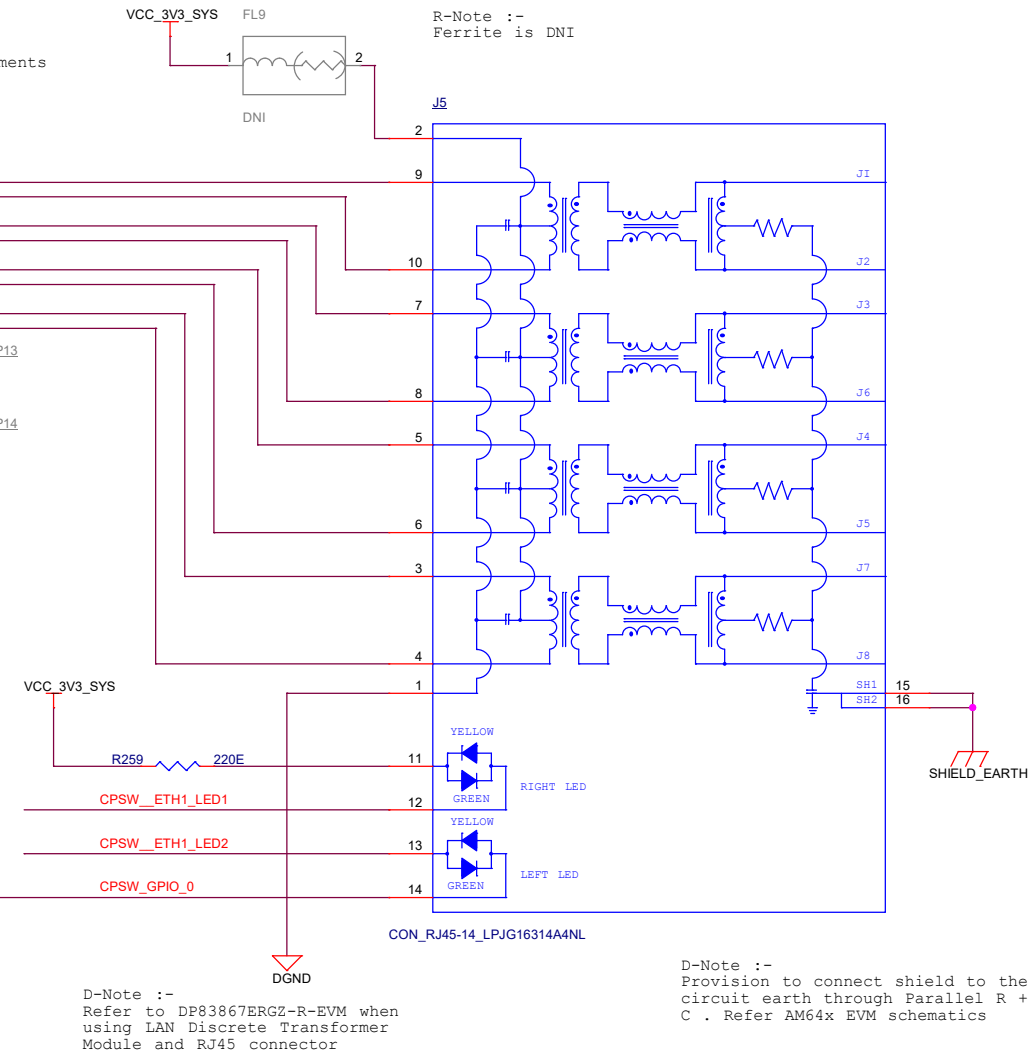 VCC_3V3_SYS
FL9
R-Note :-
Ferrite is DNI
ments
1
2
DNI
J5
2
9
JI
10
J2
7
J3
P13
8
J6
P14
5
J4
6
J5
3
J7
4
J8
VCC_3V3_SYS
1
SH1
15
SH2
16
YELLOW
R259
220E
11
SHIELD_EARTH
RIGHT LED
GREEN
CPSW__ETH1_LED1
12
YELLOW
CPSW__ETH1_LED2
13
LEFT LED
CPSW_GPIO_0
GREEN
14
CON_RJ45-14_LPJG16314A4NL
DGND
D-Note :-
Provision to connect shield to the
circuit earth through Parallel R +
C . Refer AM64x EVM schematics
D-Note :-
Refer to DP83867ERGZ-R-EVM when
using LAN Discrete Transformer
Module and RJ45 connector